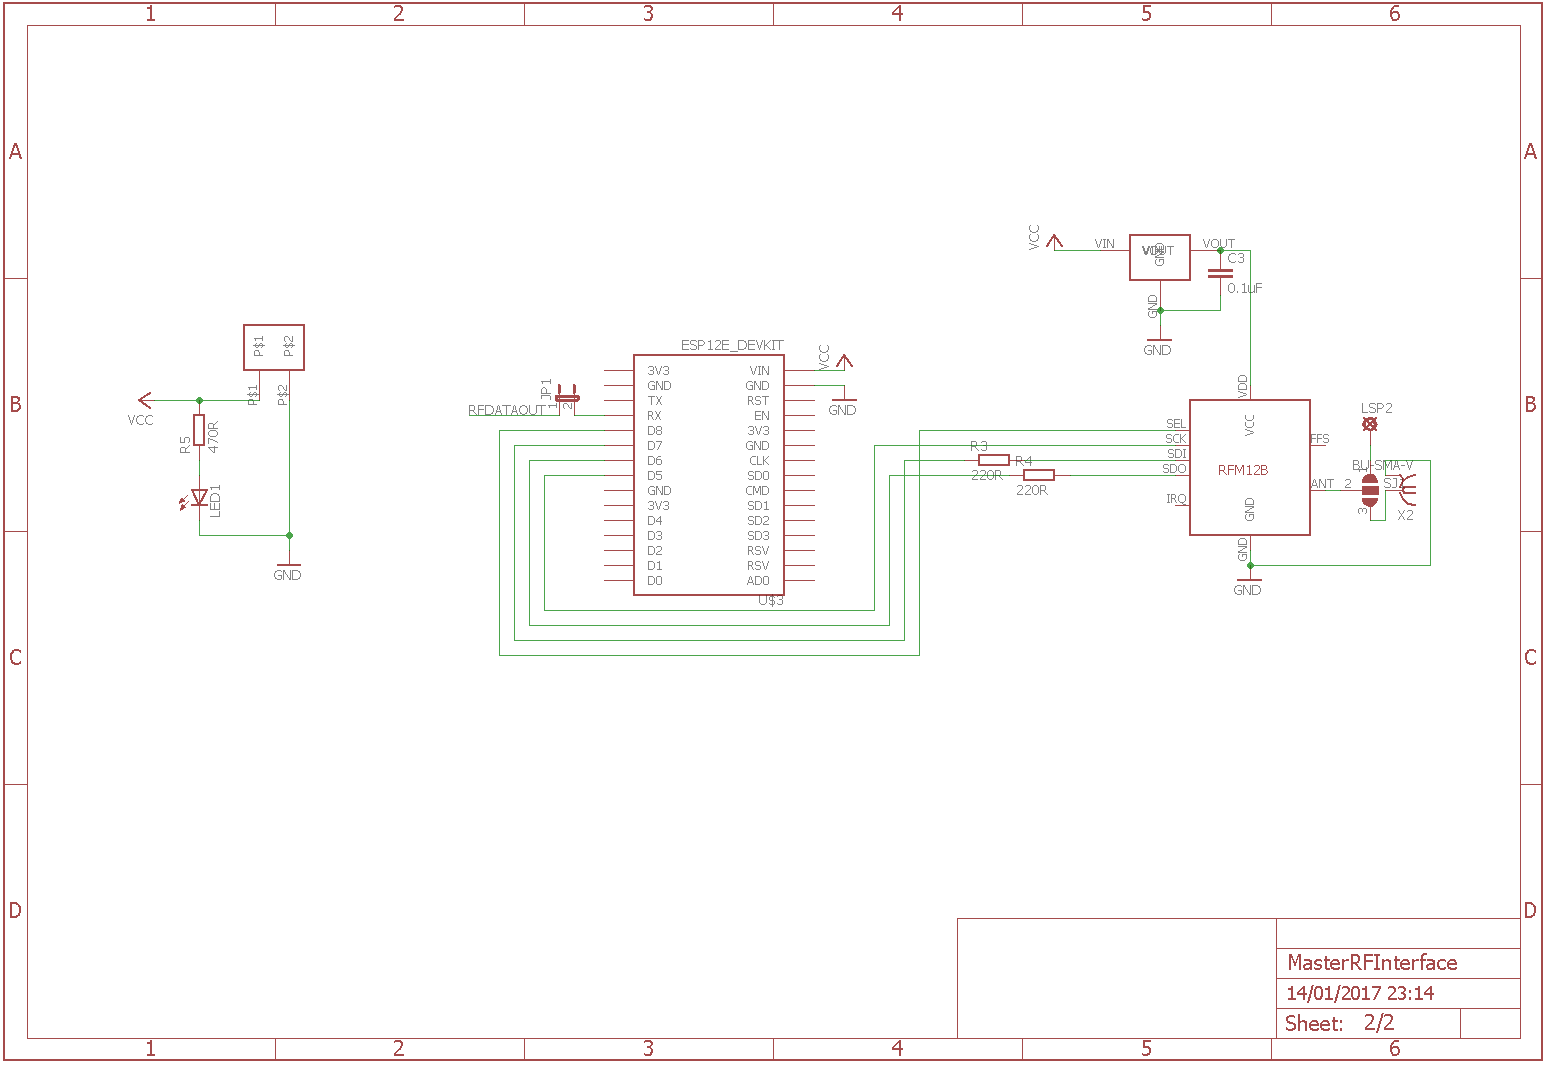 1 2 3 4 5 6
A A
VCC VIN VOUT
GND
C3
0.1uF
GND
GND
B B
P$1 P$2
P$1 P$2
VCC
R5 470R
LED1
GND
ESP12E_DEVKIT
VCC
GND
RFDATAOUT
JP1
1 2
3V3 VIN
GND GND
TX RST
RX EN
D8 3V3
D7 GND
D6 CLK
D5 SD0
GND CMD
3V3 SD1
D4 SD2
D3 SD3
D2 RSV
D1 RSV
D0 AD0
U$3
R3
220R
R4
220R
VDD
VCC
SEL
SCK
SDI
SDO
IRQ
RFM12B
FFS
ANT 2
GND
GND
GND
LSP2
BU-SMA-V
1
3
X2
C C
D D
MasterRFInterface
14/01/2017 23:14
Sheet: 2/2
1 2 3 4 5 6